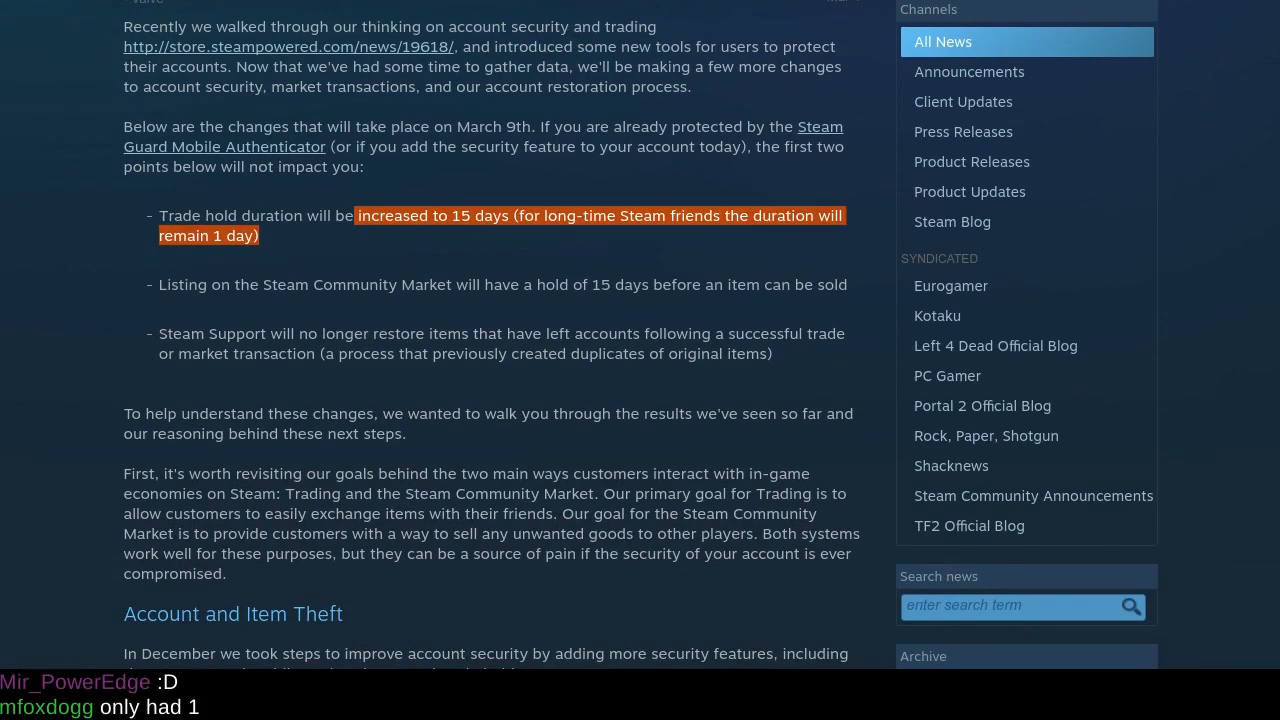 Recently we walked through our thinking on account security and trading
http://store.steampowered.com/news/19618/, and introduced some new tools for users to protect
their accounts. Now that we've had some time to gather data, we'll be making a few more changes
to account security, market transactions, and our account restoration process.
Below are the changes that will take place on March 9th. If you are already protected by the Steam
Guard Mobile Authenticator (or if you add the security feature to your account today), the first two
points below will not impact you:
- Trade hold duration will be increased to 15 days (for long-time Steam friends the duration will
remain 1 day)
- Listing on the Steam Community Market will have a hold of 15 days before an item can be sold
- Steam Support will no longer restore items that have left accounts following a successful trade
or market transaction (a process that previously created duplicates of original items)
To help understand these changes, we wanted to walk you through the results we've seen so far and
our reasoning behind these next steps.
First, it's worth revisiting our goals behind the two main ways customers interact with in-game
economies on Steam: Trading and the Steam Community Market. Our primary goal for Trading is to
allow customers to easily exchange items with their friends. Our goal for the Steam Community
Market is to provide customers with a way to sell any unwanted goods to other players. Both systems
work well for these purposes, but they can be a source of pain if the security of your account is ever
compromised.
Account and Item Theft
In December we took steps to improve account security by adding more security features, including
Channels
All News
Announcements
Client Updates
Press Releases
Product Releases
Product Updates
Steam Blog
SYNDICATED
Eurogamer
Kotaku
Left 4 Dead Official Blog
PC Gamer
Portal 2 Official Blog
Rock, Paper, Shotgun
Shacknews
Steam Community Announcements
TF2 Official Blog
Search news
enter search term
Archive
Mir_PowerEdge :D
mfoxdogg only had 1